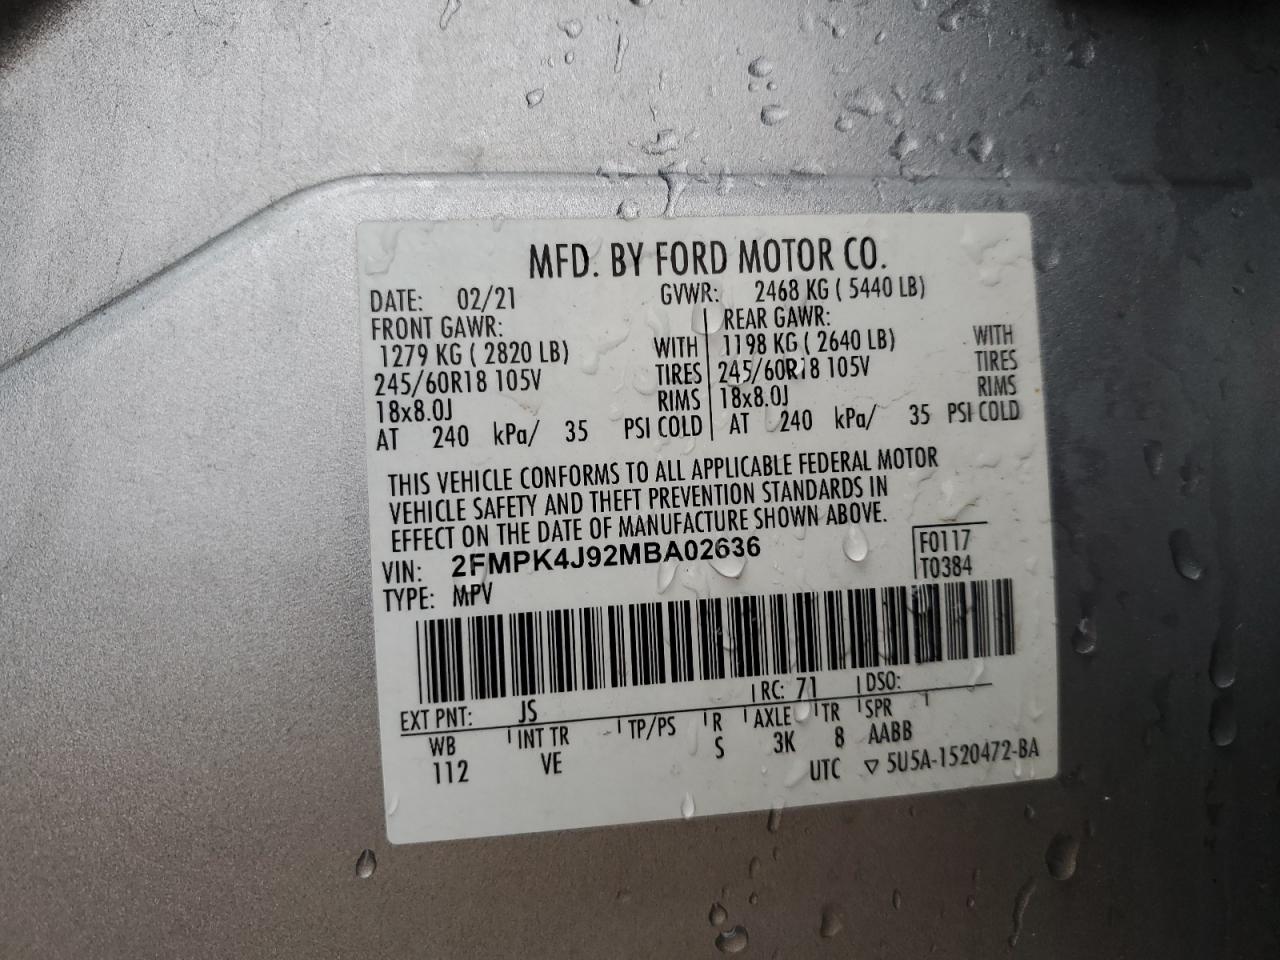 MFD. BY FORD MOTOR CO.
DATE: 02/21 GVWR: 2468 KG ( 5440 LB)
FRONT GAWR: REAR GAWR:
1279 KG ( 2820 LB) WITH 1198 KG ( 2640 LB) WITH
245/60R18 105V TIRES 245/60R18 105V TIRES
18x8.0J RIMS 18x8.0J RIMS
AT 240 kPa/ 35 PSI COLD AT 240 kPa/ 35 PSI COLD
THIS VEHICLE CONFORMS TO ALL APPLICABLE FEDERAL MOTOR
VEHICLE SAFETY AND THEFT PREVENTION STANDARDS IN
EFFECT ON THE DATE OF MANUFACTURE SHOWN ABOVE.
VIN: 2FMPK4J92MBA02636 F0117
TYPE: MPV T0384
EXT PNT: JS RC: 71 DSO:
WB INT TR TP/PS R AXLE TR SPR
112 VE S 3K 8 AABB
UTC ▽ 5U5A-1520472-BA